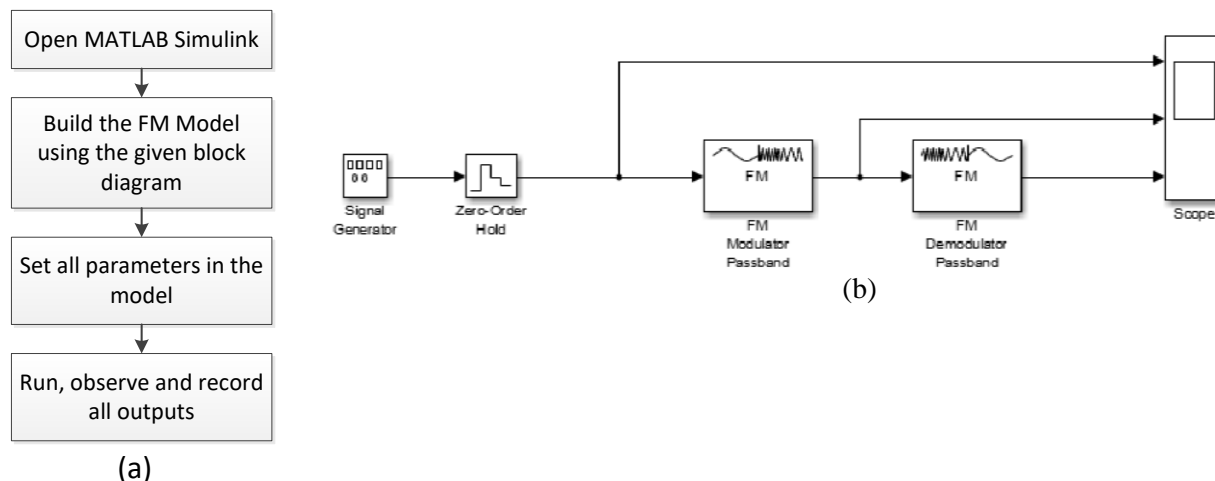 Open MATLAB Simulink
Build the FM Model
using the given block
diagram
Set all parameters in the
model
Run, observe and record
all outputs
(a)
Signal
Generator
Zero-Order
Hold
FM
FM
Modulator
Passband
FM
FM
Demodulator
Passband
Scope
(b)